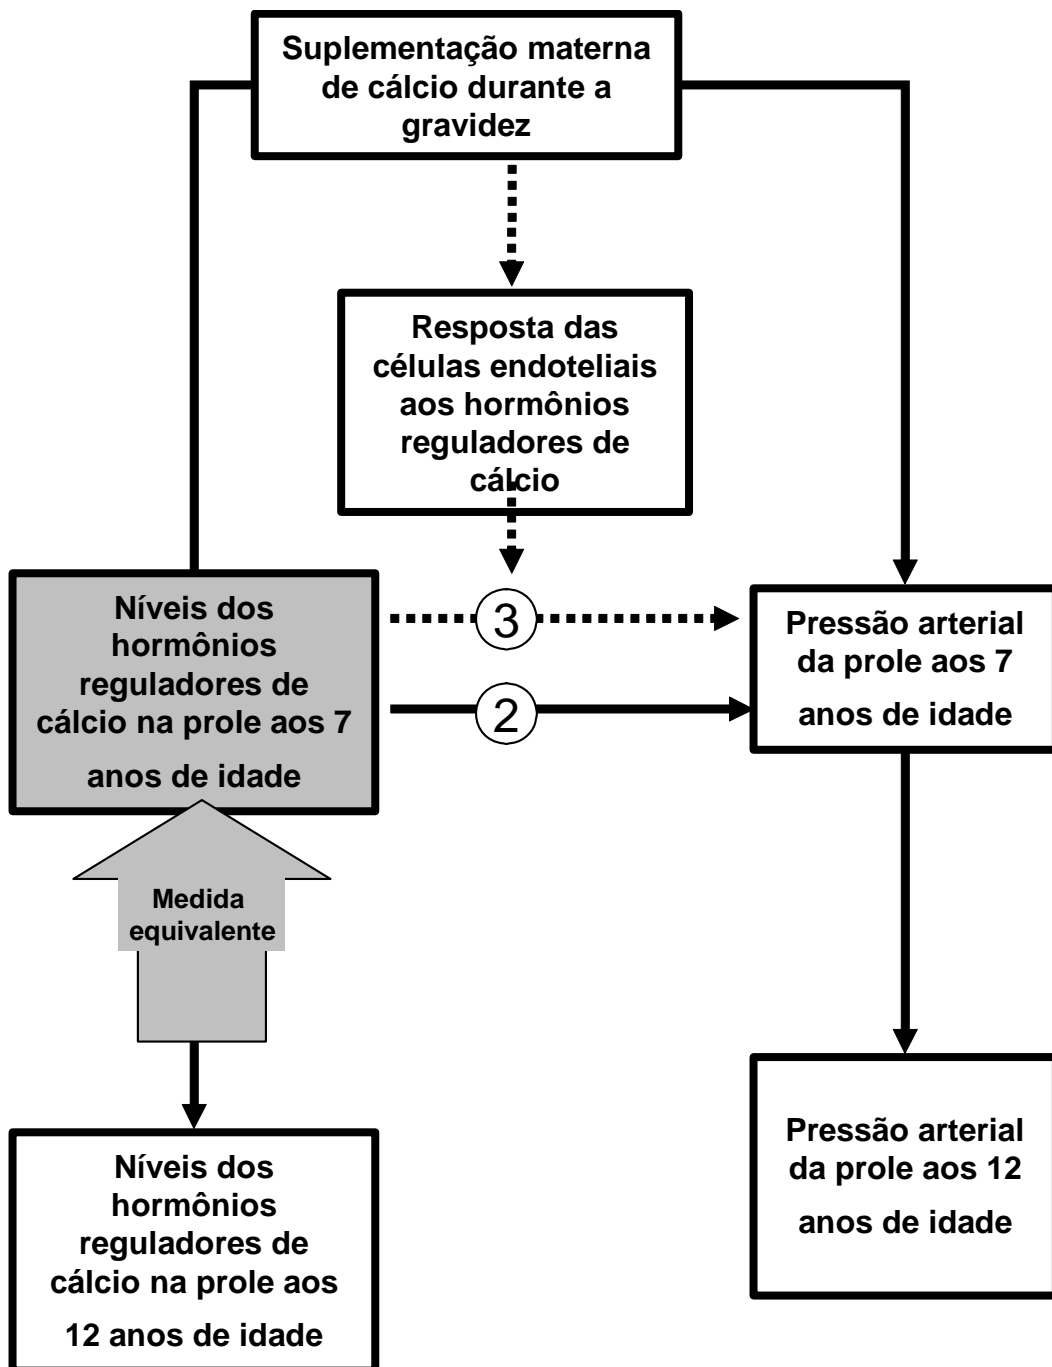 Suplementação materna
de cálcio durante a
gravidez
Resposta das
células endoteliais
aos hormônios
reguladores de
cálcio
Níveis dos
hormônios
reguladores de
cálcio na prole aos 7
anos de idade
3
2
Pressão arterial
da prole aos 7
anos de idade
Medida
equivalente
Níveis dos
hormônios
reguladores de
cálcio na prole aos
12 anos de idade
Pressão arterial
da prole aos 12
anos de idade